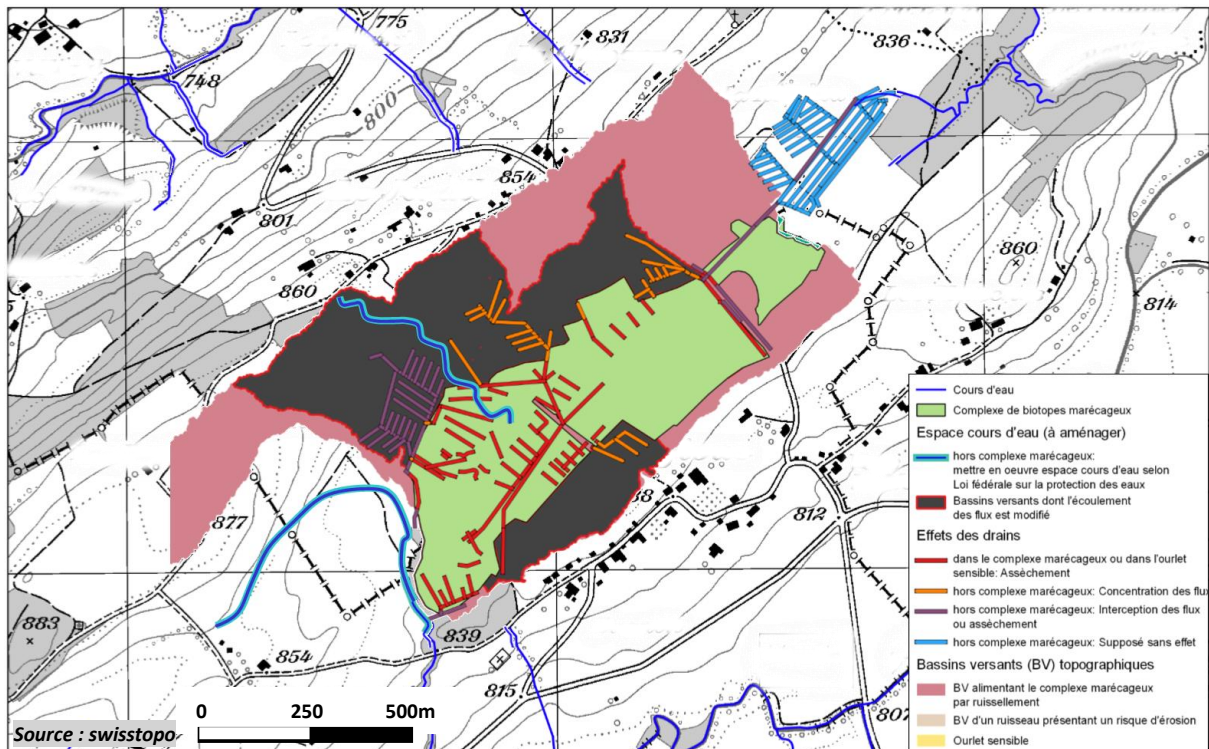 775
831
836
748
800
854
801
860
860
814
877
812
883
854
839
815
807
Cours d'eau
Complexe de biotopes marécageux
Espace cours d'eau (à aménager)
hors complexe marécageux:
mettre en oeuvre espace cours d'eau selon
Loi fédérale sur la protection des eaux
Bassins versants dont l'écoulement
des flux est modifié
Effets des drains
dans le complexe marécageux ou dans l'ourlet
sensible: Assèchement
hors complexe marécageux: Concentration des flux
hors complexe marécageux: Interception des flux
ou assèchement
hors complexe marécageux: Supposé sans effet
Bassins versants (BV) topographiques
BV alimentant le complexe marécageux
par ruissellement
BV d'un ruisseau présentant un risque d'érosion
Ourlet sensible
0 250 500m
Source : swisstopo